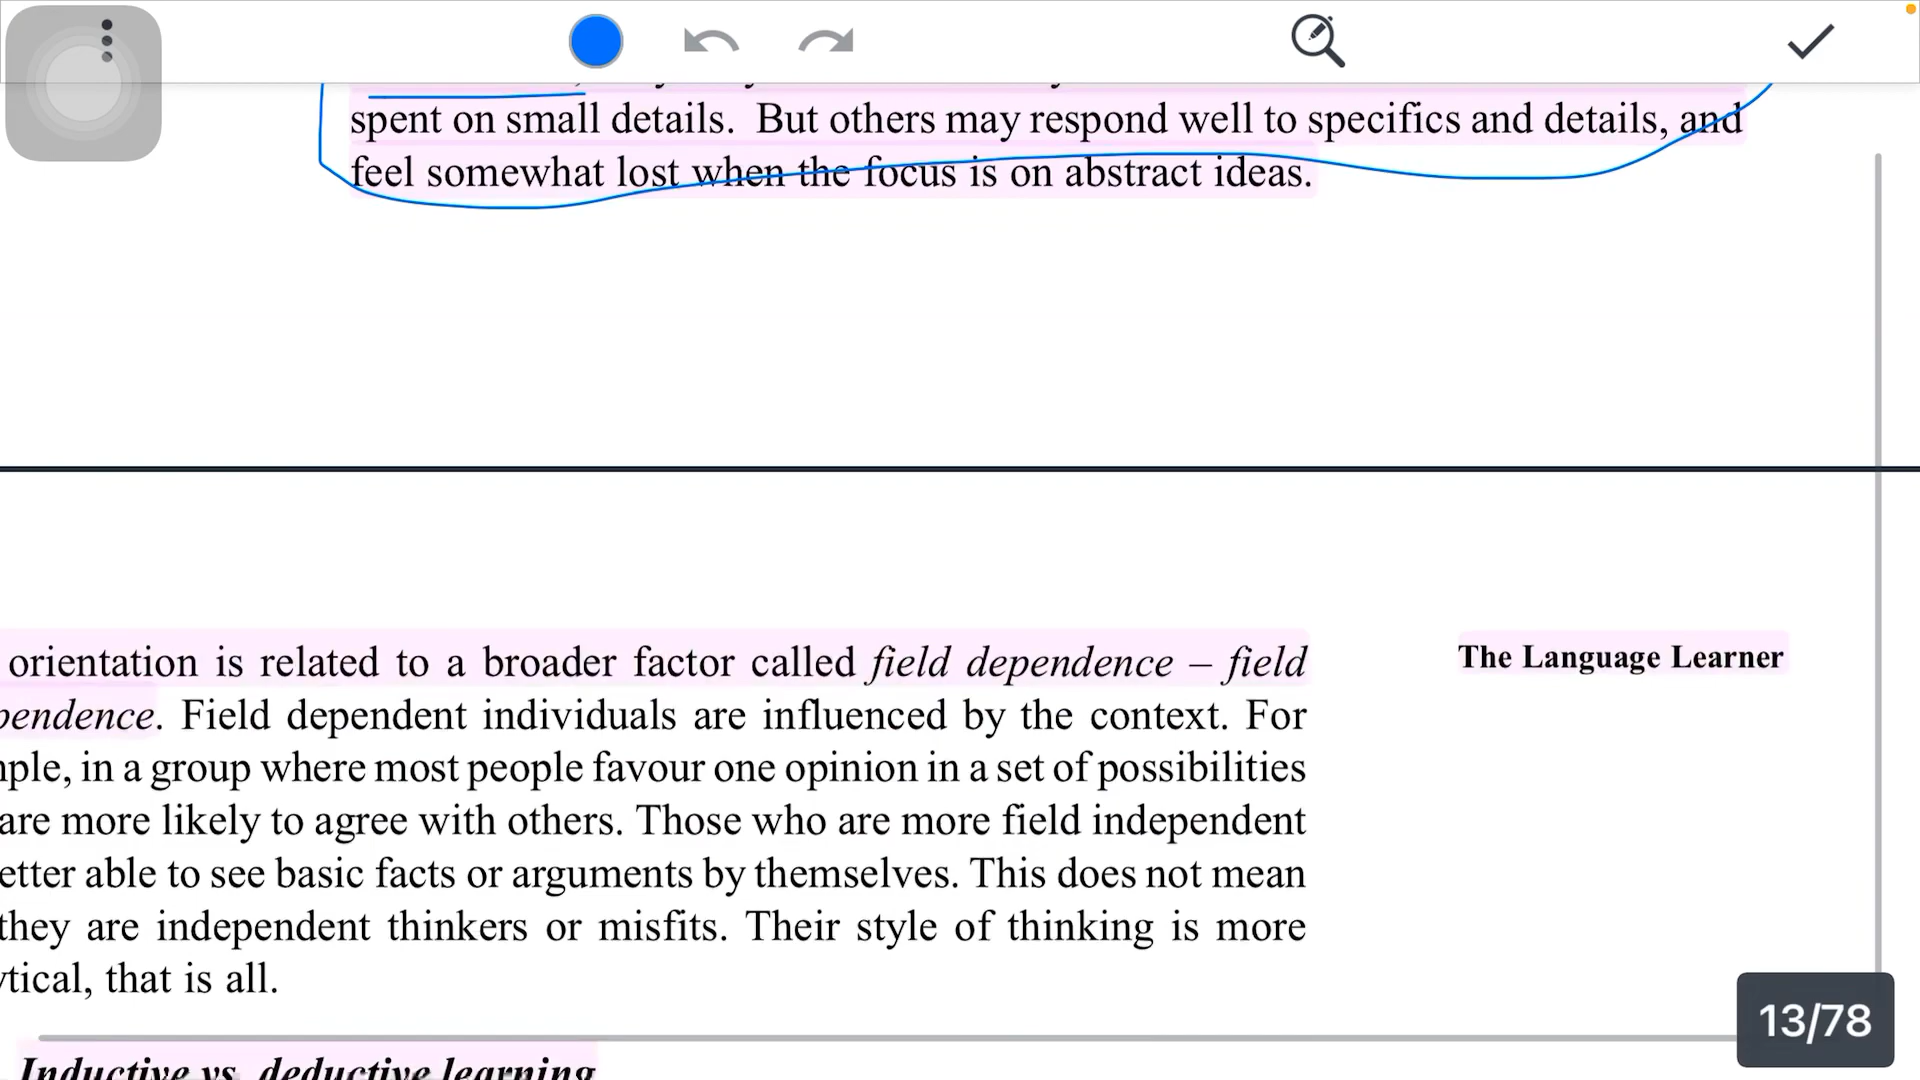 spent on small details. But others may respond well to specifics and details, and
feel somewhat lost when the focus is on abstract ideas.
orientation is related to a broader factor called field dependence – field
The Language Learner
pendence. Field dependent individuals are influenced by the context. For
ple, in a group where most people favour one opinion in a set of possibilities
are more likely to agree with others. Those who are more field independent
etter able to see basic facts or arguments by themselves. This does not mean
they are independent thinkers or misfits. Their style of thinking is more
tical, that is all.
13/78
Inductive vs. deductive learning